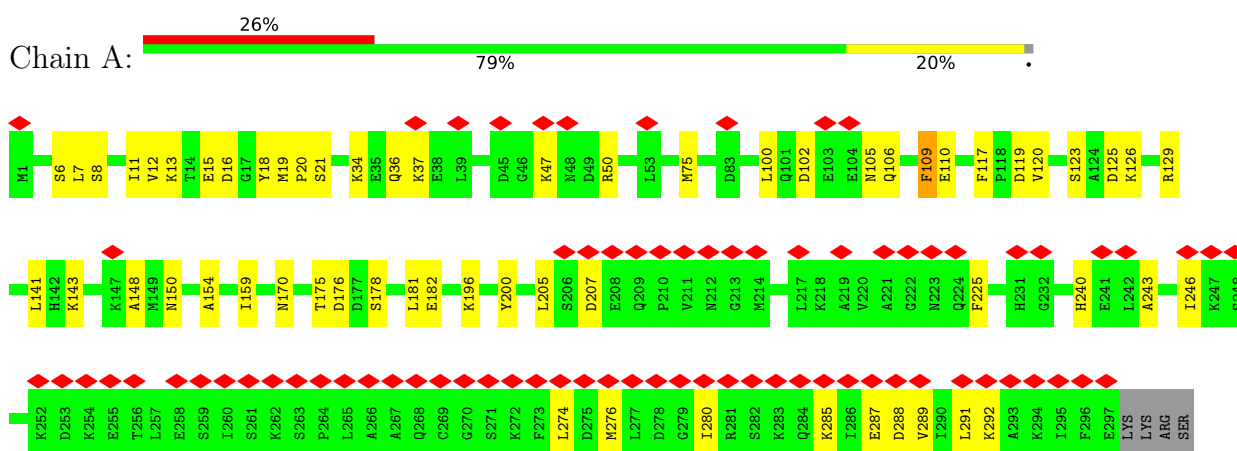 26%
Chain A:
79% 20% •
M1 S6 L7 S8 I11 V12 K13 T14 E15 D16 G17 Y18 M19 P20 S21 K34 E35 Q36 K37 E38 L39 D45 G46 K47 N48 D49 R50 L53 M75 D83 L100 Q101 D102 E103 E104 N105 Q106 F109 E110 F117 P118 D119 V120 S123 A124 D125 K126 R129
L141 H142 K143 K147 A148 M149 N150 A154 I159 N170 T175 D176 D177 S178 L181 E182 K196 Y200 L205 S206 D207 E208 Q209 P210 V211 N212 G213 M214 L217 K218 A219 V220 A221 G222 N223 Q224 F225 H231 G232 H240 E241 L242 A243 I246 K247 S248
K252 D253 K254 E255 T256 L257 E258 S259 I260 S261 K262 S263 P264 L265 A266 A267 Q268 C269 G270 S271 K272 F273 L274 D275 M276 L277 D278 G279 I280 R281 S282 K283 Q284 K285 I286 E287 D288 V289 I290 L291 K292 A293 K294 I295 F296 E297 LYS LYS ARG SER